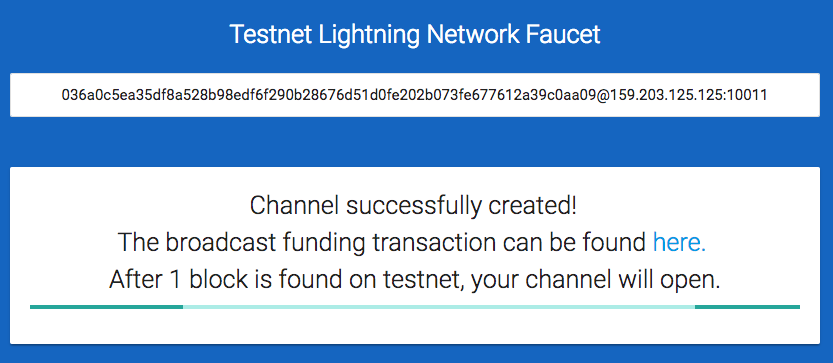 Testnet Lightning Network Faucet
036a0c5ea35df8a528b98edf6f290b28676d51d0fe202b073fe677612a39c0aa09@159.203.125.125:10011
Channel successfully created!
The broadcast funding transaction can be found here.
After 1 block is found on testnet, your channel will open.